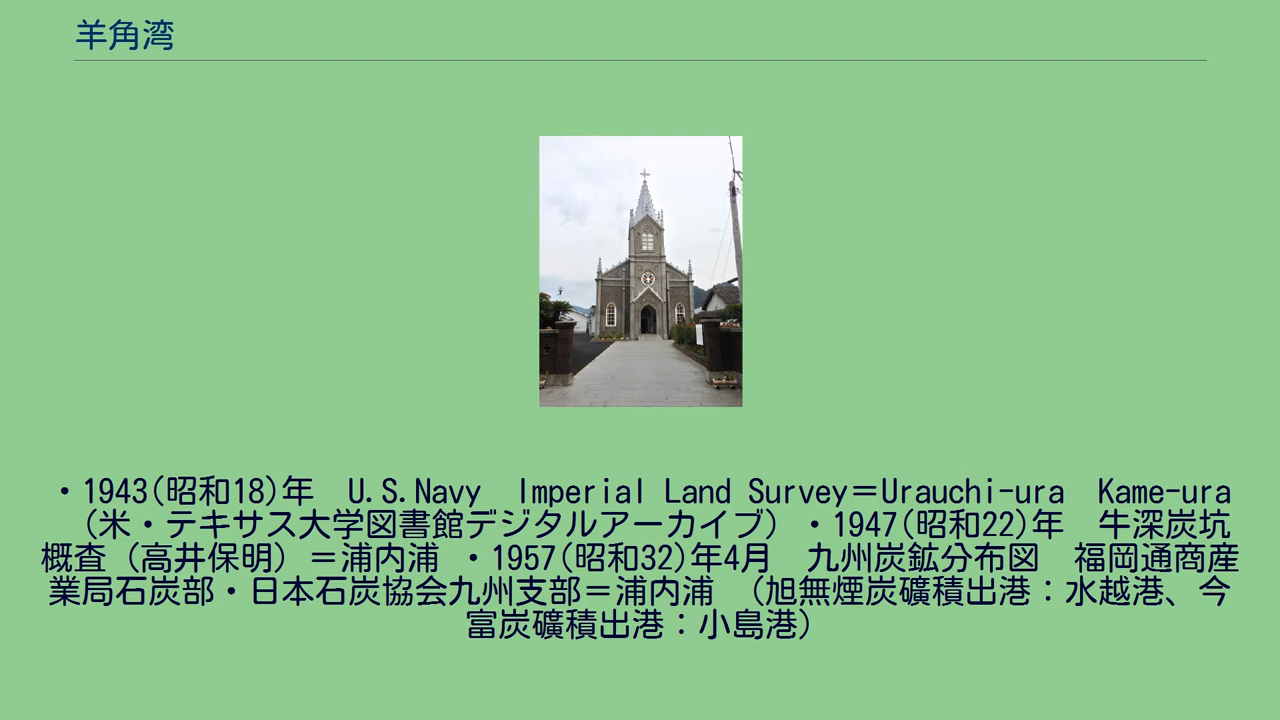 羊角湾
・1943(昭和18)年　U.S.Navy　Imperial Land Survey＝Urauchi-ura　Kame-ura
（米・テキサス大学図書館デジタルアーカイブ）・1947(昭和22)年　牛深炭坑
概査（高井保明）＝浦内浦 ・1957(昭和32)年4月　九州炭鉱分布図　福岡通商産
業局石炭部・日本石炭協会九州支部＝浦内浦　（旭無煙炭礦積出港：水越港、今
富炭礦積出港：小島港）